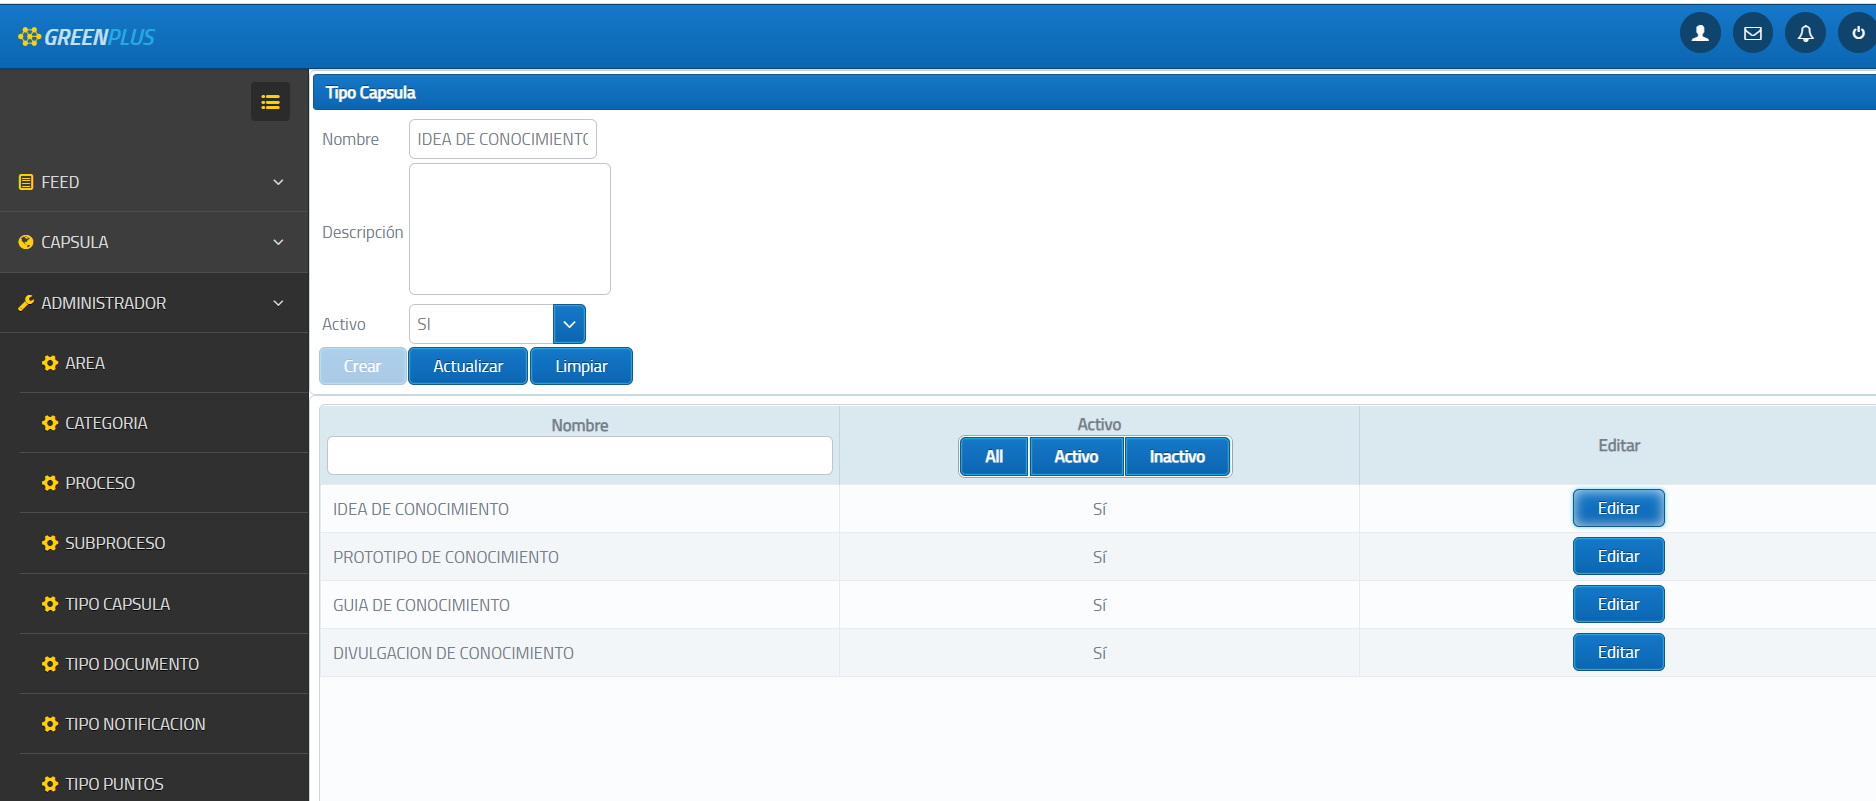 GREENPLUS
Tipo Capsula
Nombre IDEA DE CONOCIMIENTO
Descripción
Activo SI
Crear Actualizar Limpiar
FEED
CAPSULA
ADMINISTRADOR
AREA
CATEGORIA
PROCESO
SUBPROCESO
TIPO CAPSULA
TIPO DOCUMENTO
TIPO NOTIFICACION
TIPO PUNTOS
Nombre Activo Editar
All Activo Inactivo
IDEA DE CONOCIMIENTO Sí Editar
PROTOTIPO DE CONOCIMIENTO Sí Editar
GUIA DE CONOCIMIENTO Sí Editar
DIVULGACION DE CONOCIMIENTO Sí Editar